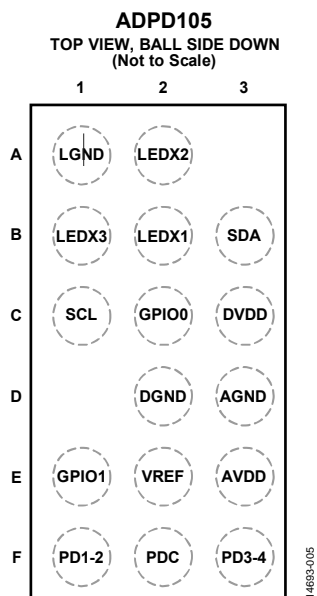 ADPD105
TOP VIEW, BALL SIDE DOWN
(Not to Scale)
1 2 3
A LGND LEDX2
B LEDX3 LEDX1 SDA
C SCL GPIO0 DVDD
D DGND AGND
E GPIO1 VREF AVDD
F PD1-2 PDC PD3-4
14693-005